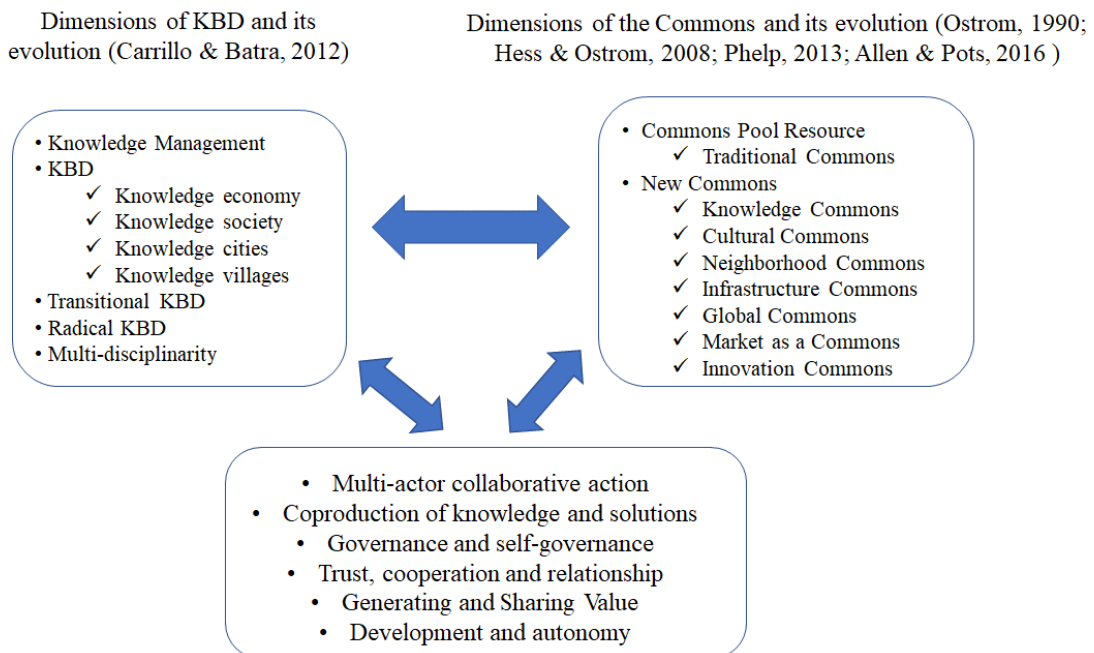 Dimensions of KBD and its
evolution (Carrillo & Batra, 2012)
Dimensions of the Commons and its evolution (Ostrom, 1990;
Hess & Ostrom, 2008; Phelp, 2013; Allen & Pots, 2016 )
• Knowledge Management
• KBD
✓ Knowledge economy
✓ Knowledge society
✓ Knowledge cities
✓ Knowledge villages
• Transitional KBD
• Radical KBD
• Multi-disciplinarity
• Commons Pool Resource
✓ Traditional Commons
• New Commons
✓ Knowledge Commons
✓ Cultural Commons
✓ Neighborhood Commons
✓ Infrastructure Commons
✓ Global Commons
✓ Market as a Commons
✓ Innovation Commons
• Multi-actor collaborative action
• Coproduction of knowledge and solutions
• Governance and self-governance
• Trust, cooperation and relationship
• Generating and Sharing Value
• Development and autonomy